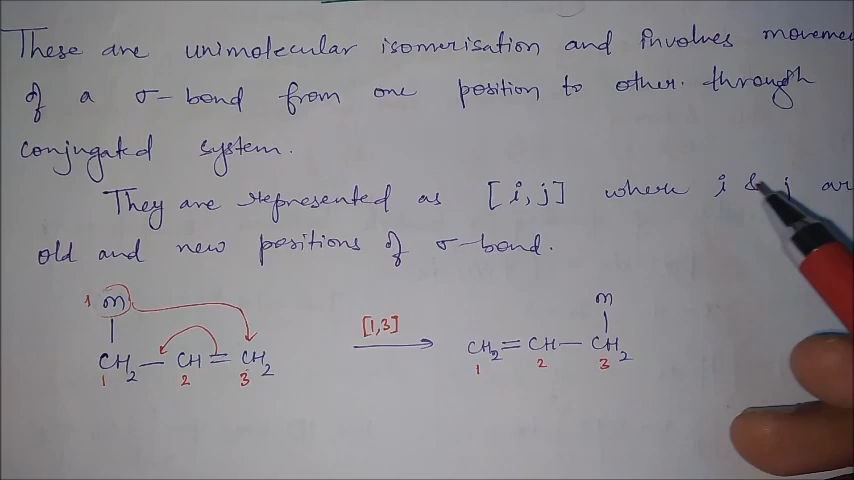 These are unimolecular isomerisation and involves moveme
of a σ-bond from one position to other. through
conjugated system.
They are represented as [i, j] where i & j ar
old and new positions of σ-bond.
1 m m
[1,3]
CH2—CH=CH2 CH2=CH—CH2
1 2 3 1 2 3